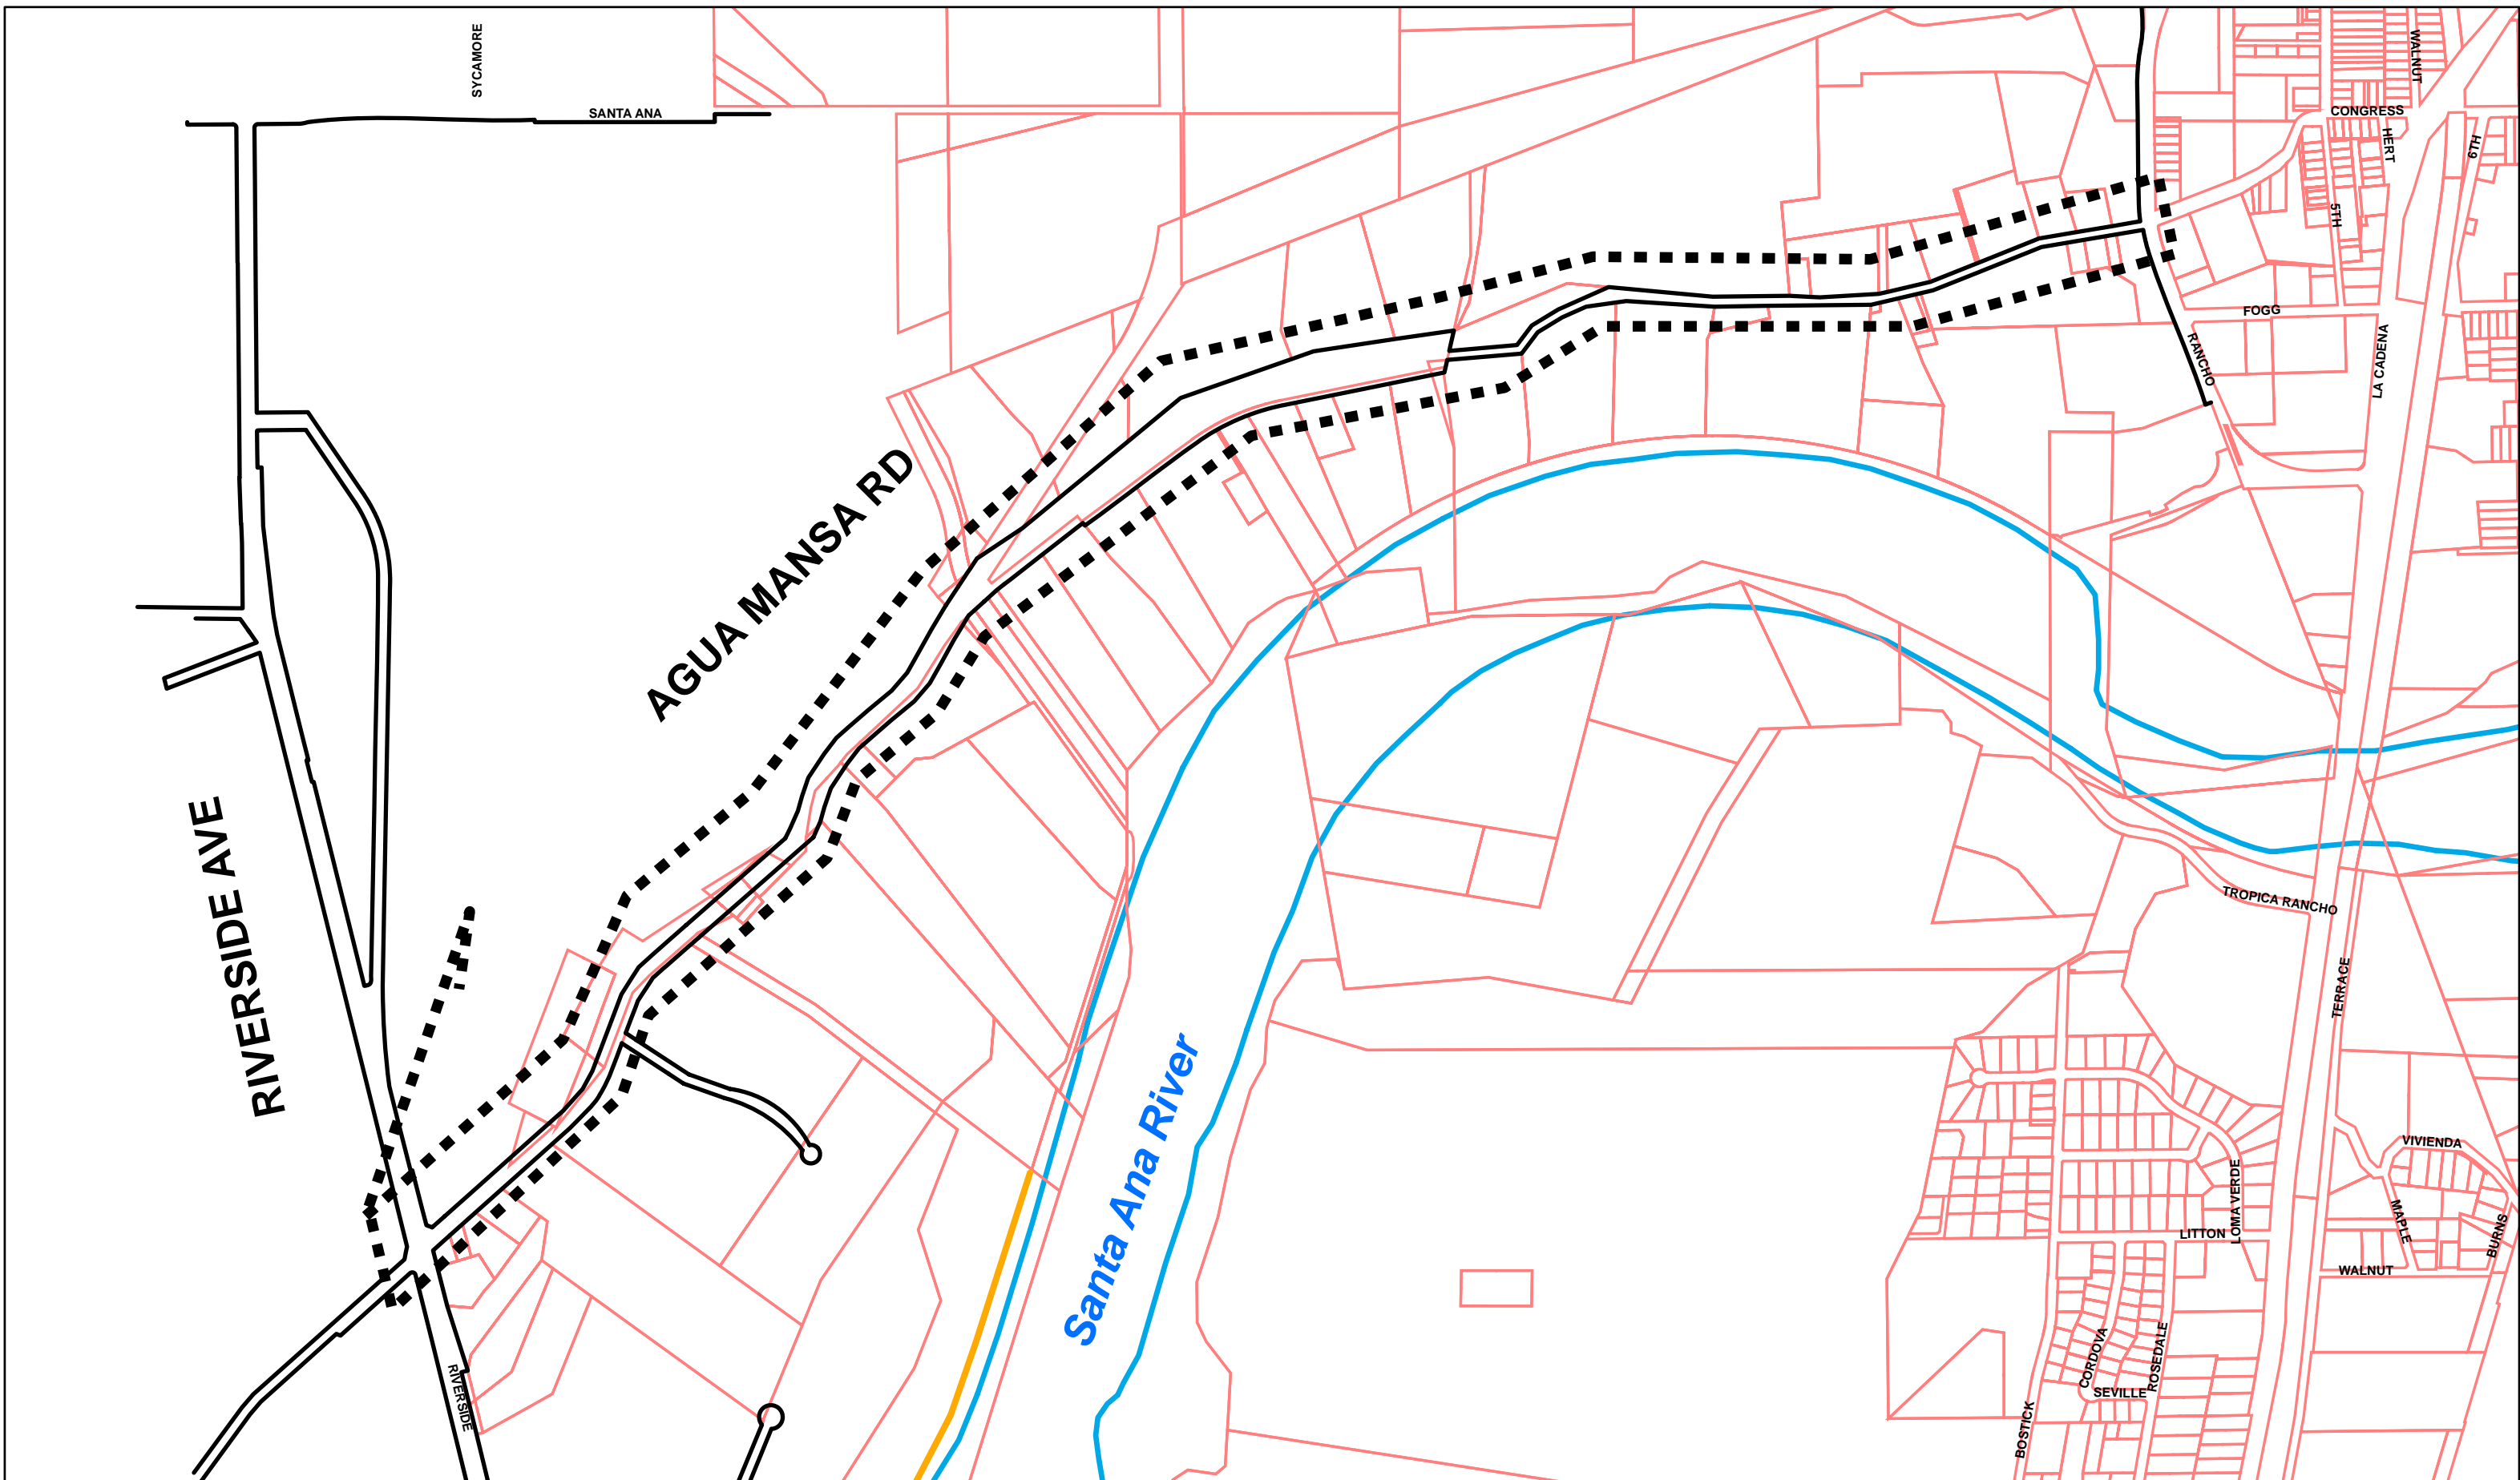 SYCAMORE
SANTA ANA
WALNUT
CONGRESS
HERT
6TH
5TH
FOGG
RANCHO
LA CADENA
AGUA MANSA RD
RIVERSIDE AVE
TROPICA RANCHO
TERRACE
Santa Ana River
VIVIENDA
LOMA VERDE
MAPLE
LITTON
BURNS
WALNUT
CORDOVA
ROSEDALE
SEVILLE
RIVERSIDE
BOSTICK